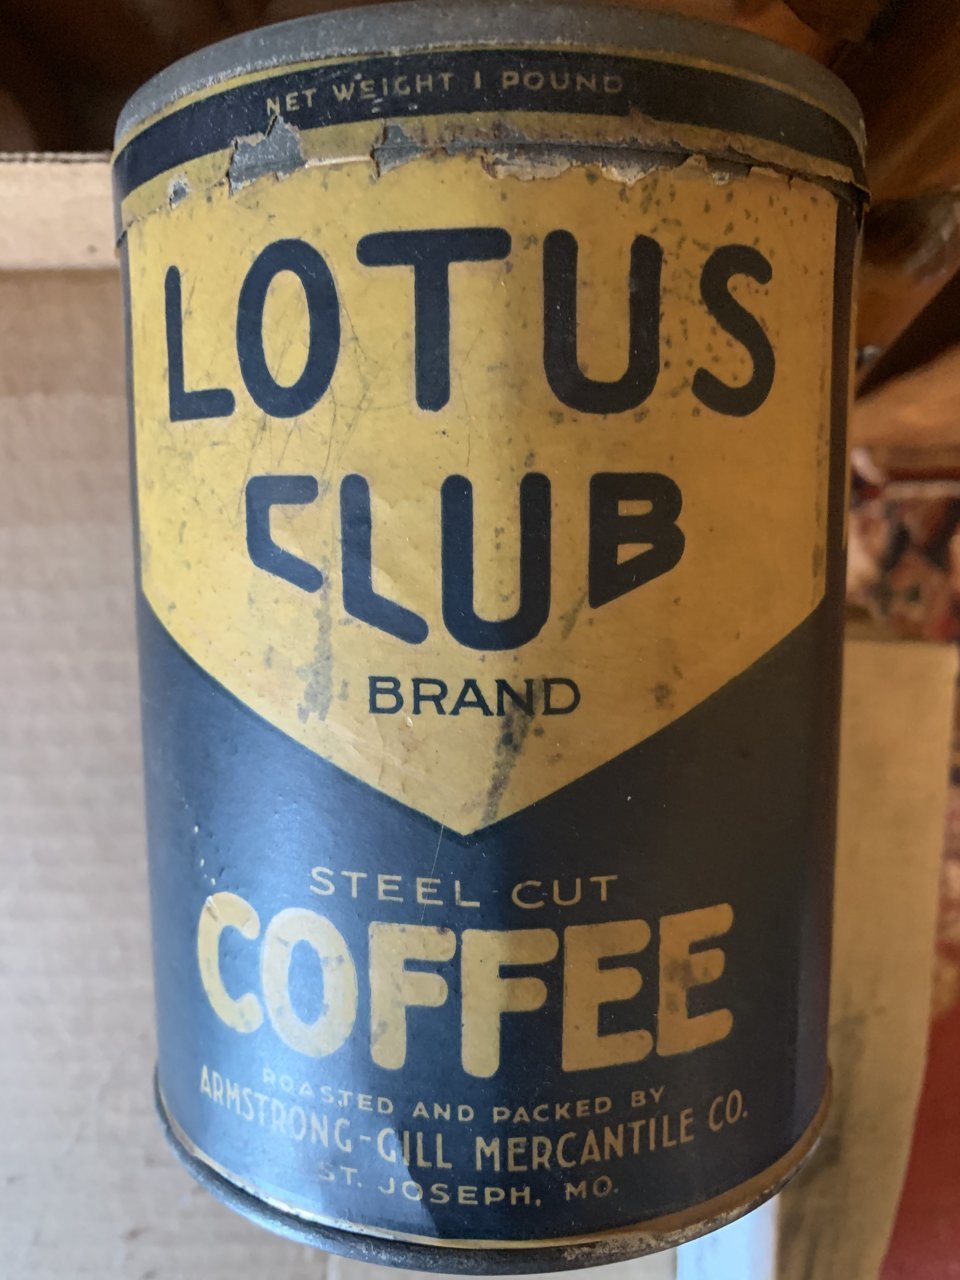 NET WEIGHT 1 POUND
LOTUS
CLUB
BRAND
STEEL CUT
COFFEE
ROASTED AND PACKED BY
ARMSTRONG-GILL MERCANTILE CO.
ST. JOSEPH, MO.